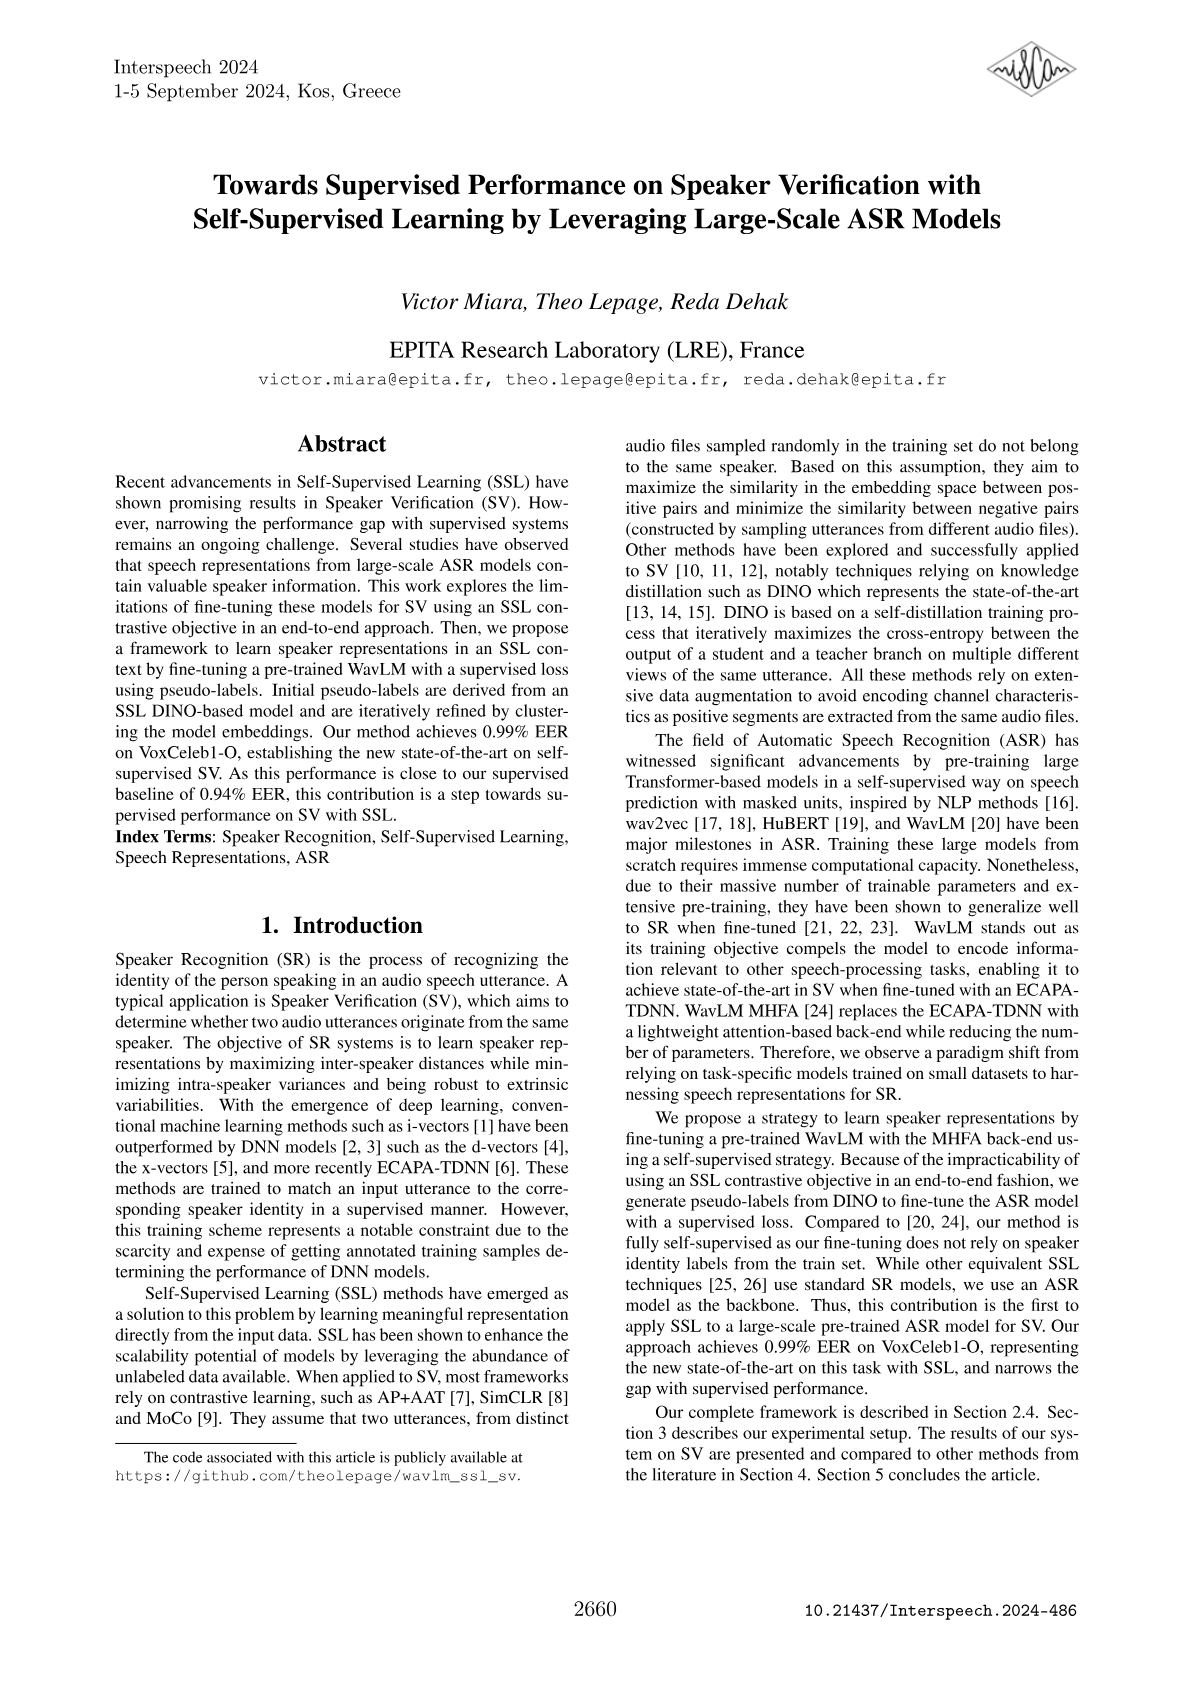 Interspeech 2024
1-5 September 2024, Kos, Greece
Towards Supervised Performance on Speaker Verification with
Self-Supervised Learning by Leveraging Large-Scale ASR Models
Victor Miara, Theo Lepage, Reda Dehak
EPITA Research Laboratory (LRE), France
victor.miara@epita.fr, theo.lepage@epita.fr, reda.dehak@epita.fr
Abstract
Recent advancements in Self-Supervised Learning (SSL) have
shown promising results in Speaker Verification (SV). How-
ever, narrowing the performance gap with supervised systems
remains an ongoing challenge. Several studies have observed
that speech representations from large-scale ASR models con-
tain valuable speaker information. This work explores the lim-
itations of fine-tuning these models for SV using an SSL con-
trastive objective in an end-to-end approach. Then, we propose
a framework to learn speaker representations in an SSL con-
text by fine-tuning a pre-trained WavLM with a supervised loss
using pseudo-labels. Initial pseudo-labels are derived from an
SSL DINO-based model and are iteratively refined by cluster-
ing the model embeddings. Our method achieves 0.99% EER
on VoxCeleb1-O, establishing the new state-of-the-art on self-
supervised SV. As this performance is close to our supervised
baseline of 0.94% EER, this contribution is a step towards su-
pervised performance on SV with SSL.
Index Terms: Speaker Recognition, Self-Supervised Learning,
Speech Representations, ASR
1. Introduction
Speaker Recognition (SR) is the process of recognizing the
identity of the person speaking in an audio speech utterance. A
typical application is Speaker Verification (SV), which aims to
determine whether two audio utterances originate from the same
speaker. The objective of SR systems is to learn speaker rep-
resentations by maximizing inter-speaker distances while min-
imizing intra-speaker variances and being robust to extrinsic
variabilities. With the emergence of deep learning, conven-
tional machine learning methods such as i-vectors [1] have been
outperformed by DNN models [2, 3] such as the d-vectors [4],
the x-vectors [5], and more recently ECAPA-TDNN [6]. These
methods are trained to match an input utterance to the corre-
sponding speaker identity in a supervised manner. However,
this training scheme represents a notable constraint due to the
scarcity and expense of getting annotated training samples de-
termining the performance of DNN models.
Self-Supervised Learning (SSL) methods have emerged as
a solution to this problem by learning meaningful representation
directly from the input data. SSL has been shown to enhance the
scalability potential of models by leveraging the abundance of
unlabeled data available. When applied to SV, most frameworks
rely on contrastive learning, such as AP+AAT [7], SimCLR [8]
and MoCo [9]. They assume that two utterances, from distinct
The code associated with this article is publicly available at
https://github.com/theolepage/wavlm_ssl_sv.
audio files sampled randomly in the training set do not belong
to the same speaker. Based on this assumption, they aim to
maximize the similarity in the embedding space between pos-
itive pairs and minimize the similarity between negative pairs
(constructed by sampling utterances from different audio files).
Other methods have been explored and successfully applied
to SV [10, 11, 12], notably techniques relying on knowledge
distillation such as DINO which represents the state-of-the-art
[13, 14, 15]. DINO is based on a self-distillation training pro-
cess that iteratively maximizes the cross-entropy between the
output of a student and a teacher branch on multiple different
views of the same utterance. All these methods rely on exten-
sive data augmentation to avoid encoding channel characteris-
tics as positive segments are extracted from the same audio files.
The field of Automatic Speech Recognition (ASR) has
witnessed significant advancements by pre-training large
Transformer-based models in a self-supervised way on speech
prediction with masked units, inspired by NLP methods [16].
wav2vec [17, 18], HuBERT [19], and WavLM [20] have been
major milestones in ASR. Training these large models from
scratch requires immense computational capacity. Nonetheless,
due to their massive number of trainable parameters and ex-
tensive pre-training, they have been shown to generalize well
to SR when fine-tuned [21, 22, 23]. WavLM stands out as
its training objective compels the model to encode informa-
tion relevant to other speech-processing tasks, enabling it to
achieve state-of-the-art in SV when fine-tuned with an ECAPA-
TDNN. WavLM MHFA [24] replaces the ECAPA-TDNN with
a lightweight attention-based back-end while reducing the num-
ber of parameters. Therefore, we observe a paradigm shift from
relying on task-specific models trained on small datasets to har-
nessing speech representations for SR.
We propose a strategy to learn speaker representations by
fine-tuning a pre-trained WavLM with the MHFA back-end us-
ing a self-supervised strategy. Because of the impracticability of
using an SSL contrastive objective in an end-to-end fashion, we
generate pseudo-labels from DINO to fine-tune the ASR model
with a supervised loss. Compared to [20, 24], our method is
fully self-supervised as our fine-tuning does not rely on speaker
identity labels from the train set. While other equivalent SSL
techniques [25, 26] use standard SR models, we use an ASR
model as the backbone. Thus, this contribution is the first to
apply SSL to a large-scale pre-trained ASR model for SV. Our
approach achieves 0.99% EER on VoxCeleb1-O, representing
the new state-of-the-art on this task with SSL, and narrows the
gap with supervised performance.
Our complete framework is described in Section 2.4. Sec-
tion 3 describes our experimental setup. The results of our sys-
tem on SV are presented and compared to other methods from
the literature in Section 4. Section 5 concludes the article.
2660
10.21437/Interspeech.2024-486